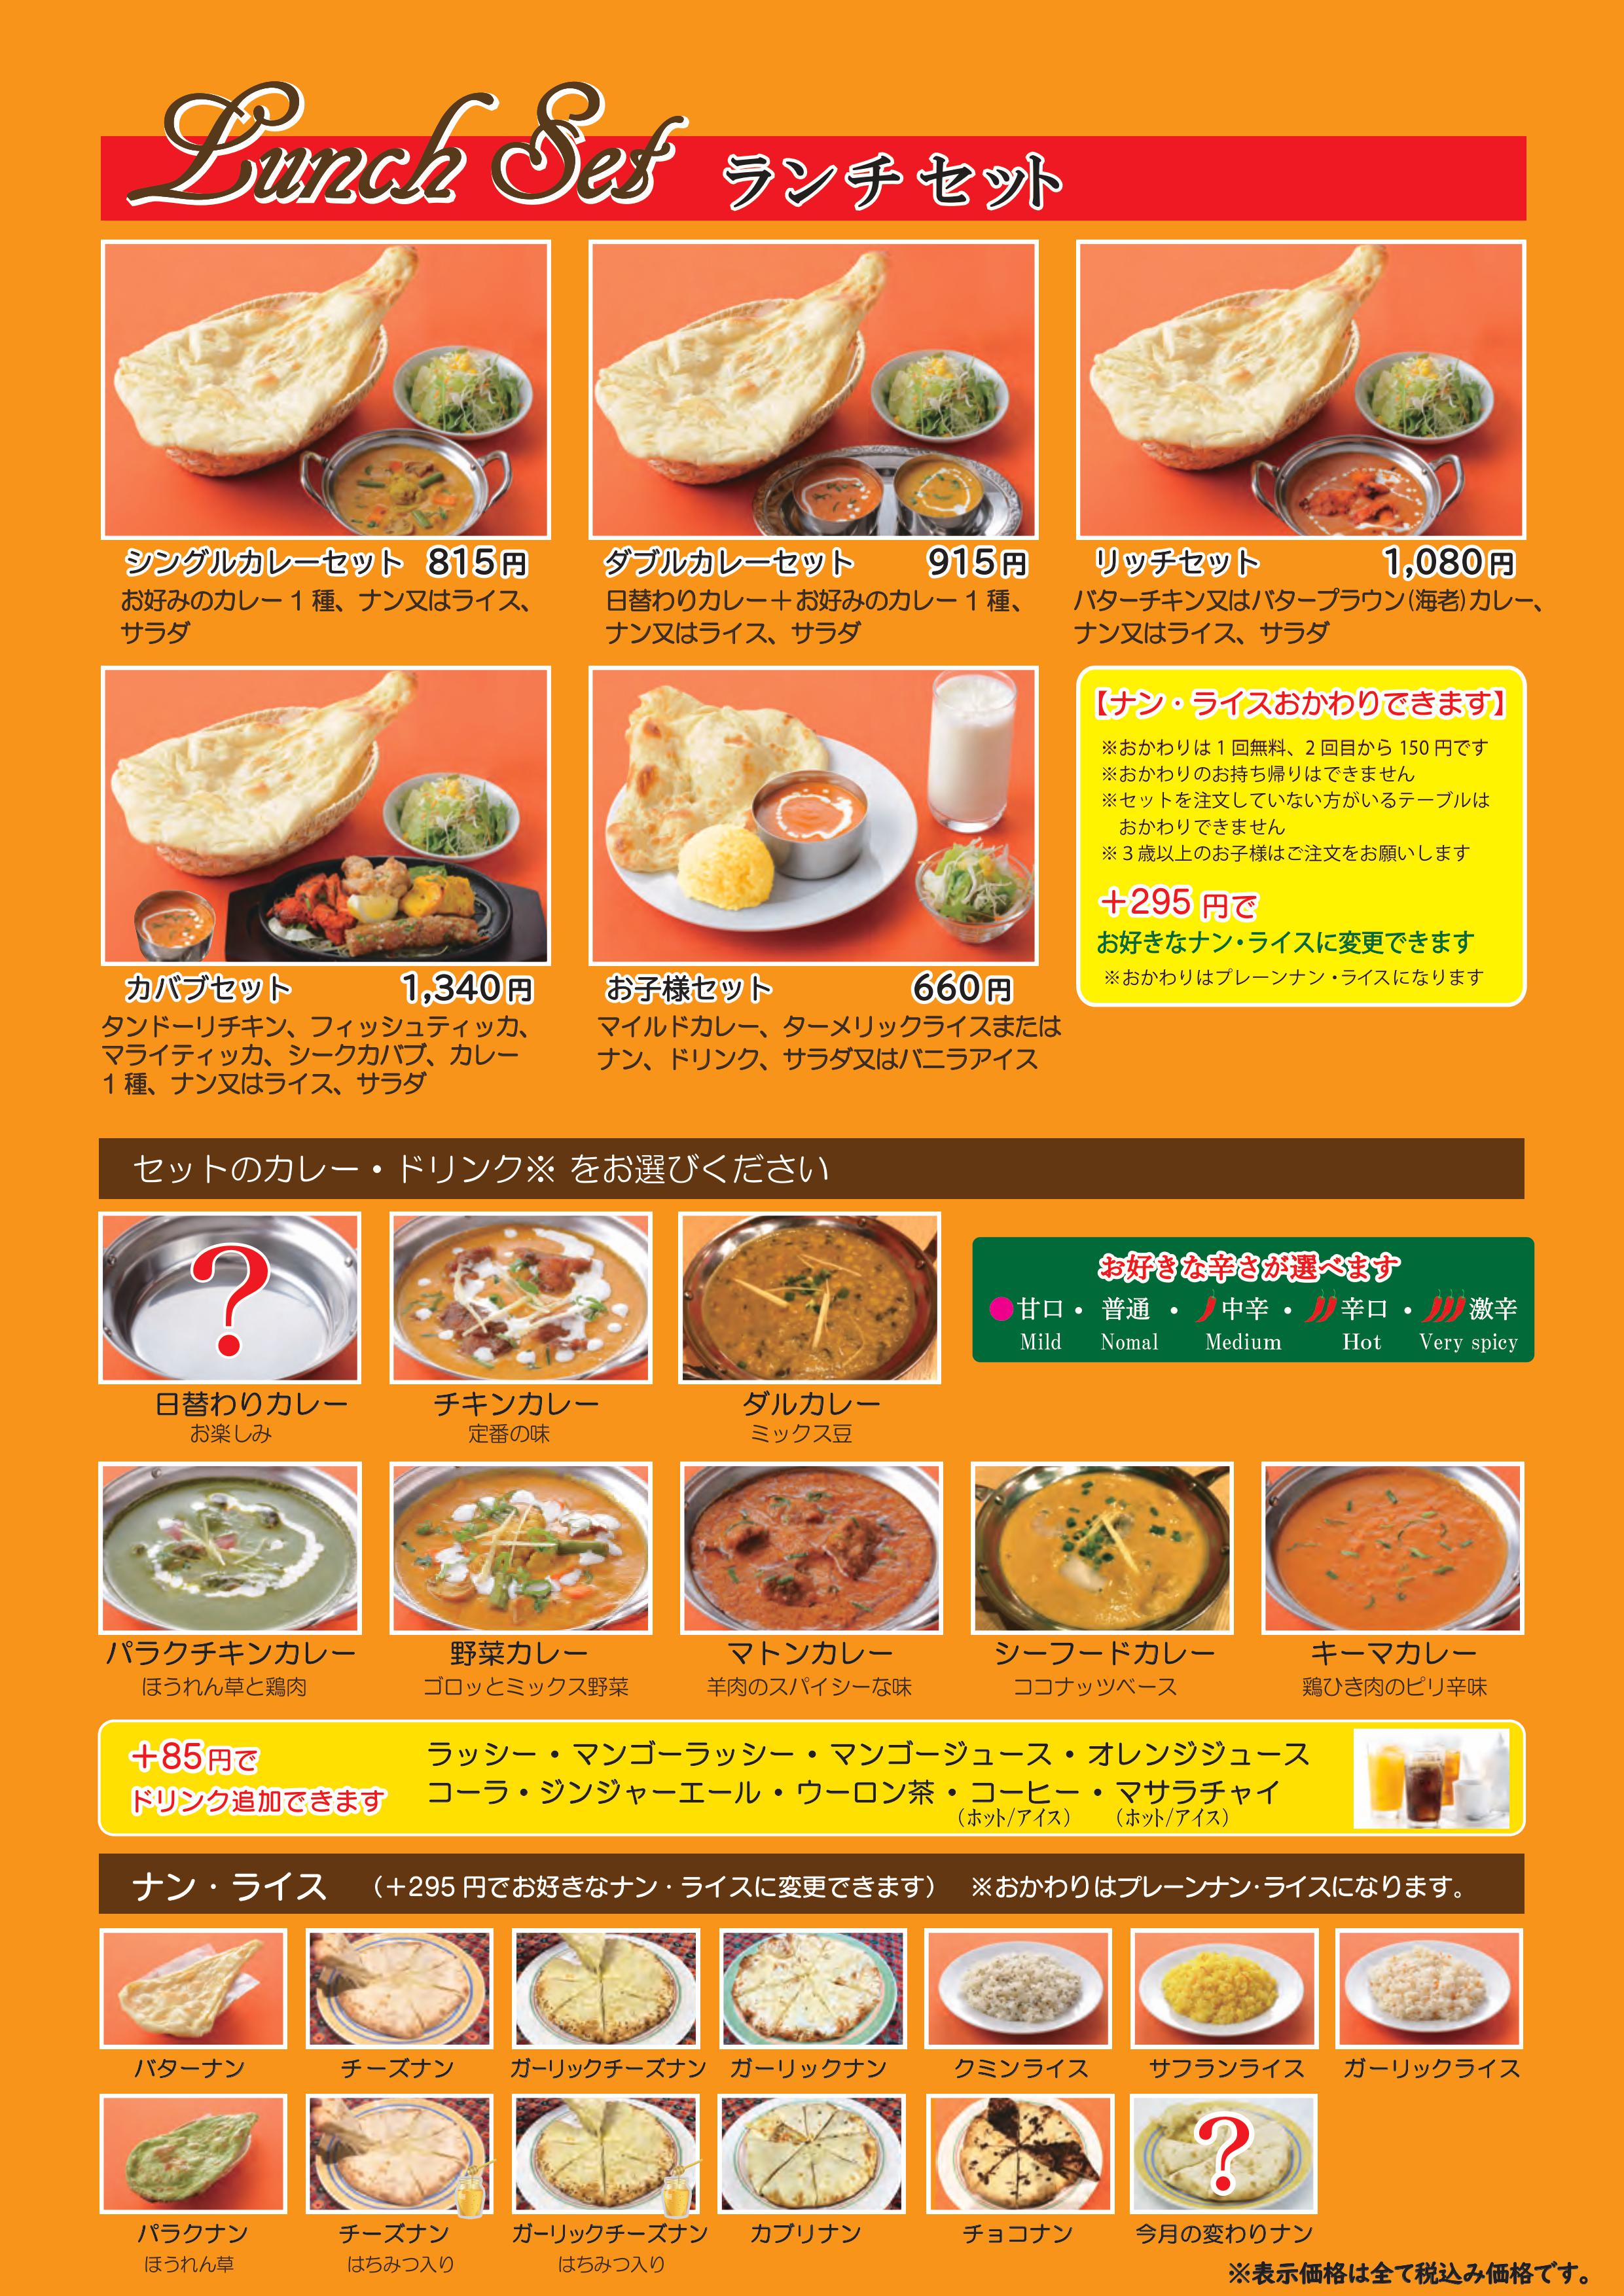 Lunch Set ランチセット
シングルカレーセット 815円
お好みのカレー1種、ナン又はライス、
サラダ
ダブルカレーセット 915円
日替わりカレー＋お好みのカレー1種、
ナン又はライス、サラダ
リッチセット 1,080円
バターチキン又はバタープラウン(海老)カレー、
ナン又はライス、サラダ
カバブセット 1,340円
タンドーリチキン、フィッシュティッカ、
マライティッカ、シークカバブ、カレー
1種、ナン又はライス、サラダ
お子様セット 660円
マイルドカレー、ターメリックライスまたは
ナン、ドリンク、サラダ又はバニラアイス
【ナン・ライスおかわりできます】
※おかわりは1回無料、2回目から150円です
※おかわりのお持ち帰りはできません
※セットを注文していない方がいるテーブルは
おかわりできません
※3歳以上のお子様はご注文をお願いします
＋295円で
お好きなナン・ライスに変更できます
※おかわりはプレーンナン・ライスになります
セットのカレー・ドリンク※ をお選びください
?
日替わりカレー
お楽しみ
チキンカレー
定番の味
ダルカレー
ミックス豆
お好きな辛さが選べます
甘口・普通・中辛・辛口・激辛
Mild Nomal Medium Hot Very spicy
パラクチキンカレー
ほうれん草と鶏肉
野菜カレー
ゴロッとミックス野菜
マトンカレー
羊肉のスパイシーな味
シーフードカレー
ココナッツベース
キーマカレー
鶏ひき肉のピリ辛味
＋85円で
ドリンク追加できます
ラッシー・マンゴーラッシー・マンゴージュース・オレンジジュース
コーラ・ジンジャーエール・ウーロン茶・コーヒー・マサラチャイ
（ホット/アイス） （ホット/アイス）
ナン・ライス （＋295円でお好きなナン・ライスに変更できます） ※おかわりはプレーンナン・ライスになります。
バターナン
チーズナン
ガーリックチーズナン
ガーリックナン
クミンライス
サフランライス
ガーリックライス
?
パラクナン
ほうれん草
チーズナン
はちみつ入り
ガーリックチーズナン
はちみつ入り
カブリナン
チョコナン
今月の変わりナン
※表示価格は全て税込み価格です。